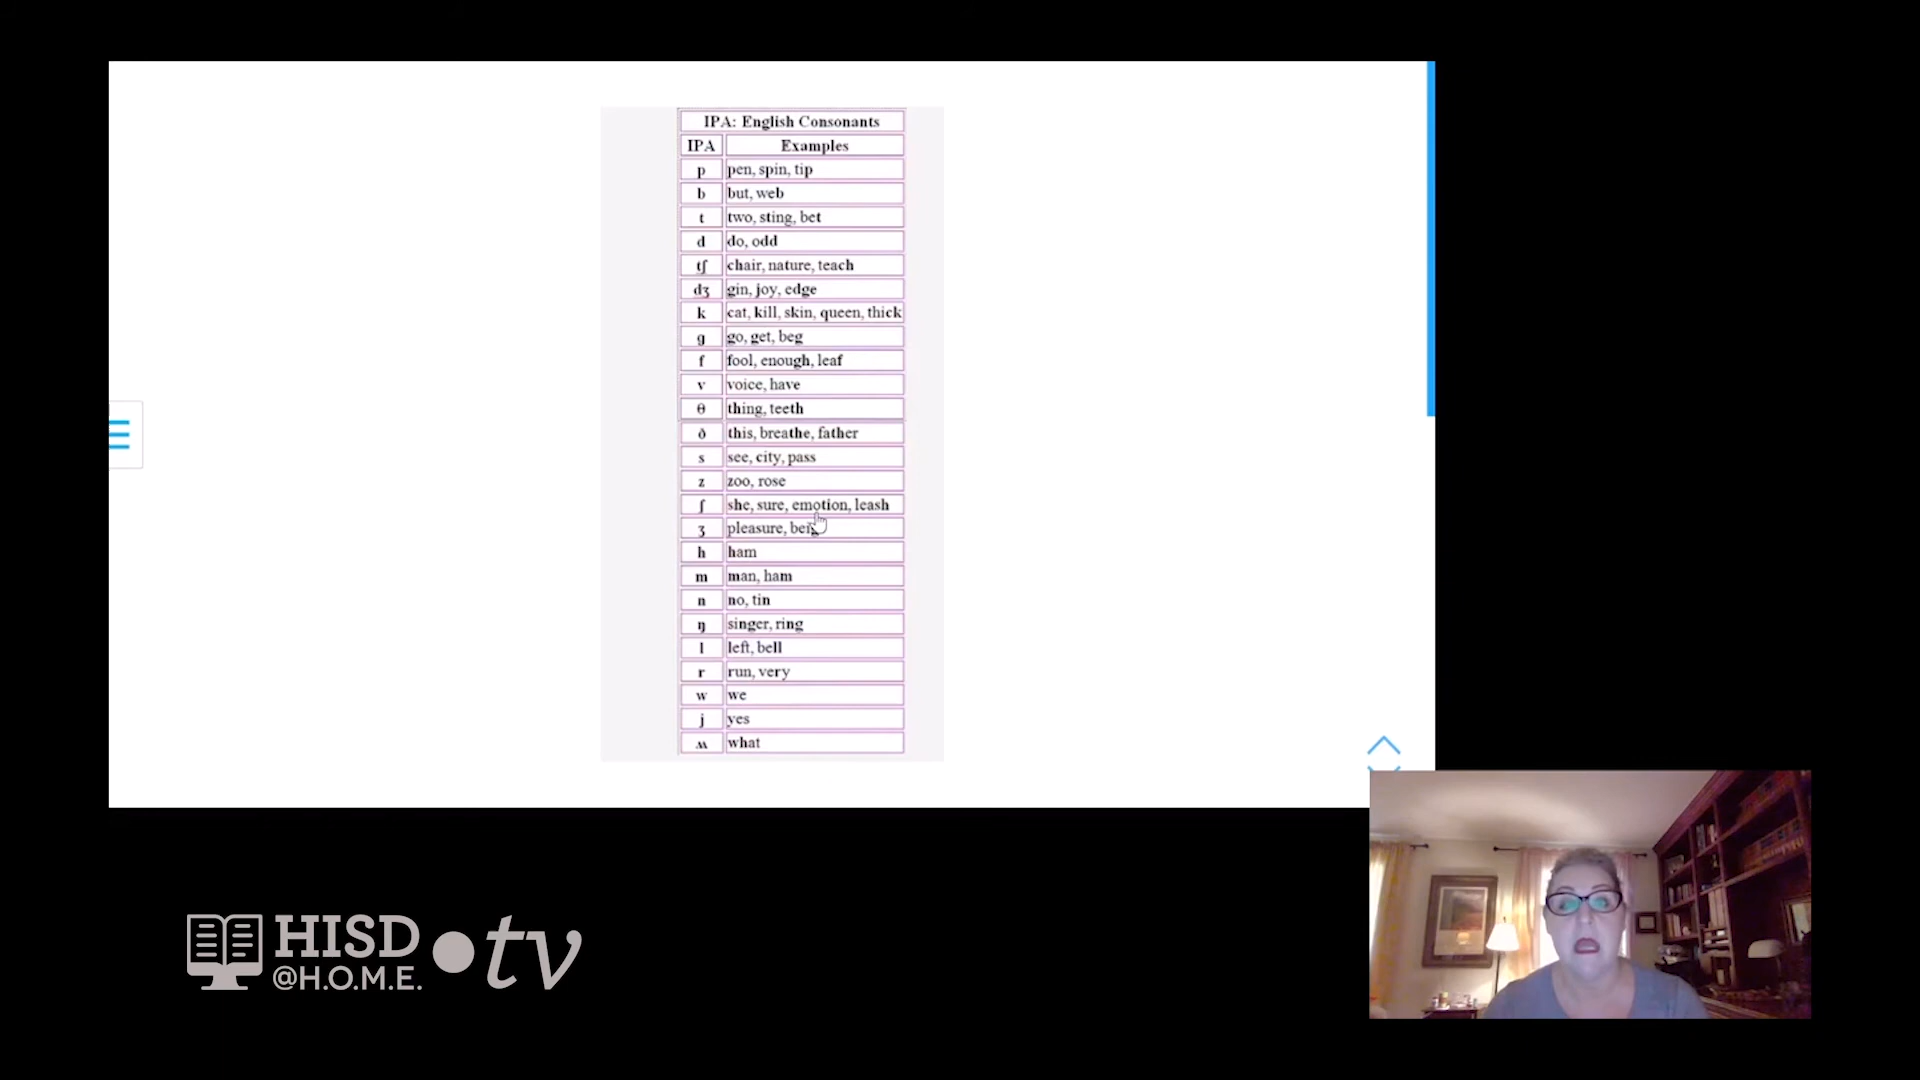 IPA: English Consonants
IPA Examples
p pen, spin, tip
b but, web
t two, sting, bet
d do, odd
tʃ chair, nature, teach
dʒ gin, joy, edge
k cat, kill, skin, queen, thick
g go, get, beg
f fool, enough, leaf
v voice, have
θ thing, teeth
ð this, breathe, father
s see, city, pass
z zoo, rose
ʃ she, sure, emotion, leash
ʒ pleasure,
h ham
m man, ham
n no, tin
ŋ singer, ring
l left, bell
r run, very
w we
j yes
ʍ what
HISD
@H.O.M.E.
tv